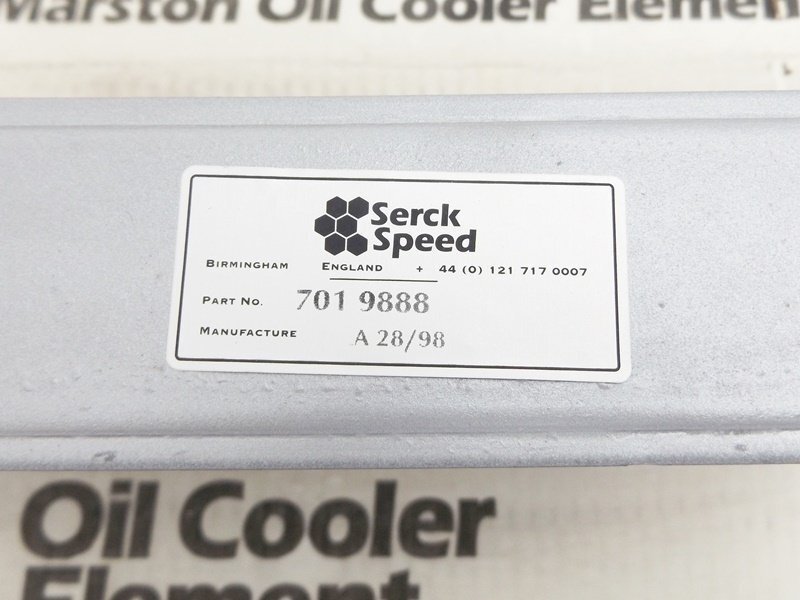 Marston Oil Cooler Element
Serck
Speed
BIRMINGHAM ENGLAND + 44 (0) 121 717 0007
PART NO. 701 9888
MANUFACTURE A 28/98
Oil Cooler
Element